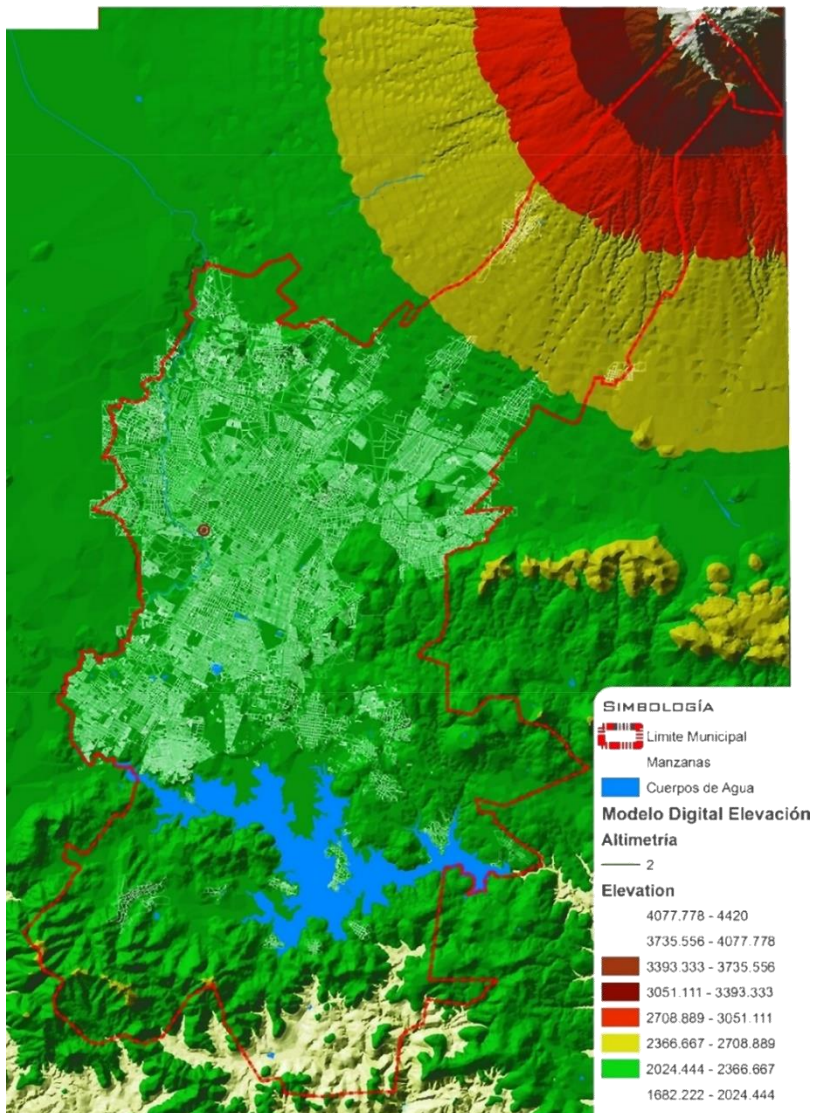 SIMBOLOGÍA
Limite Municipal
Manzanas
Cuerpos de Agua
Modelo Digital Elevación
Altimetría
2
Elevation
4077.778 - 4420
3735.556 - 4077.778
3393.333 - 3735.556
3051.111 - 3393.333
2708.889 - 3051.111
2366.667 - 2708.889
2024.444 - 2366.667
1682.222 - 2024.444